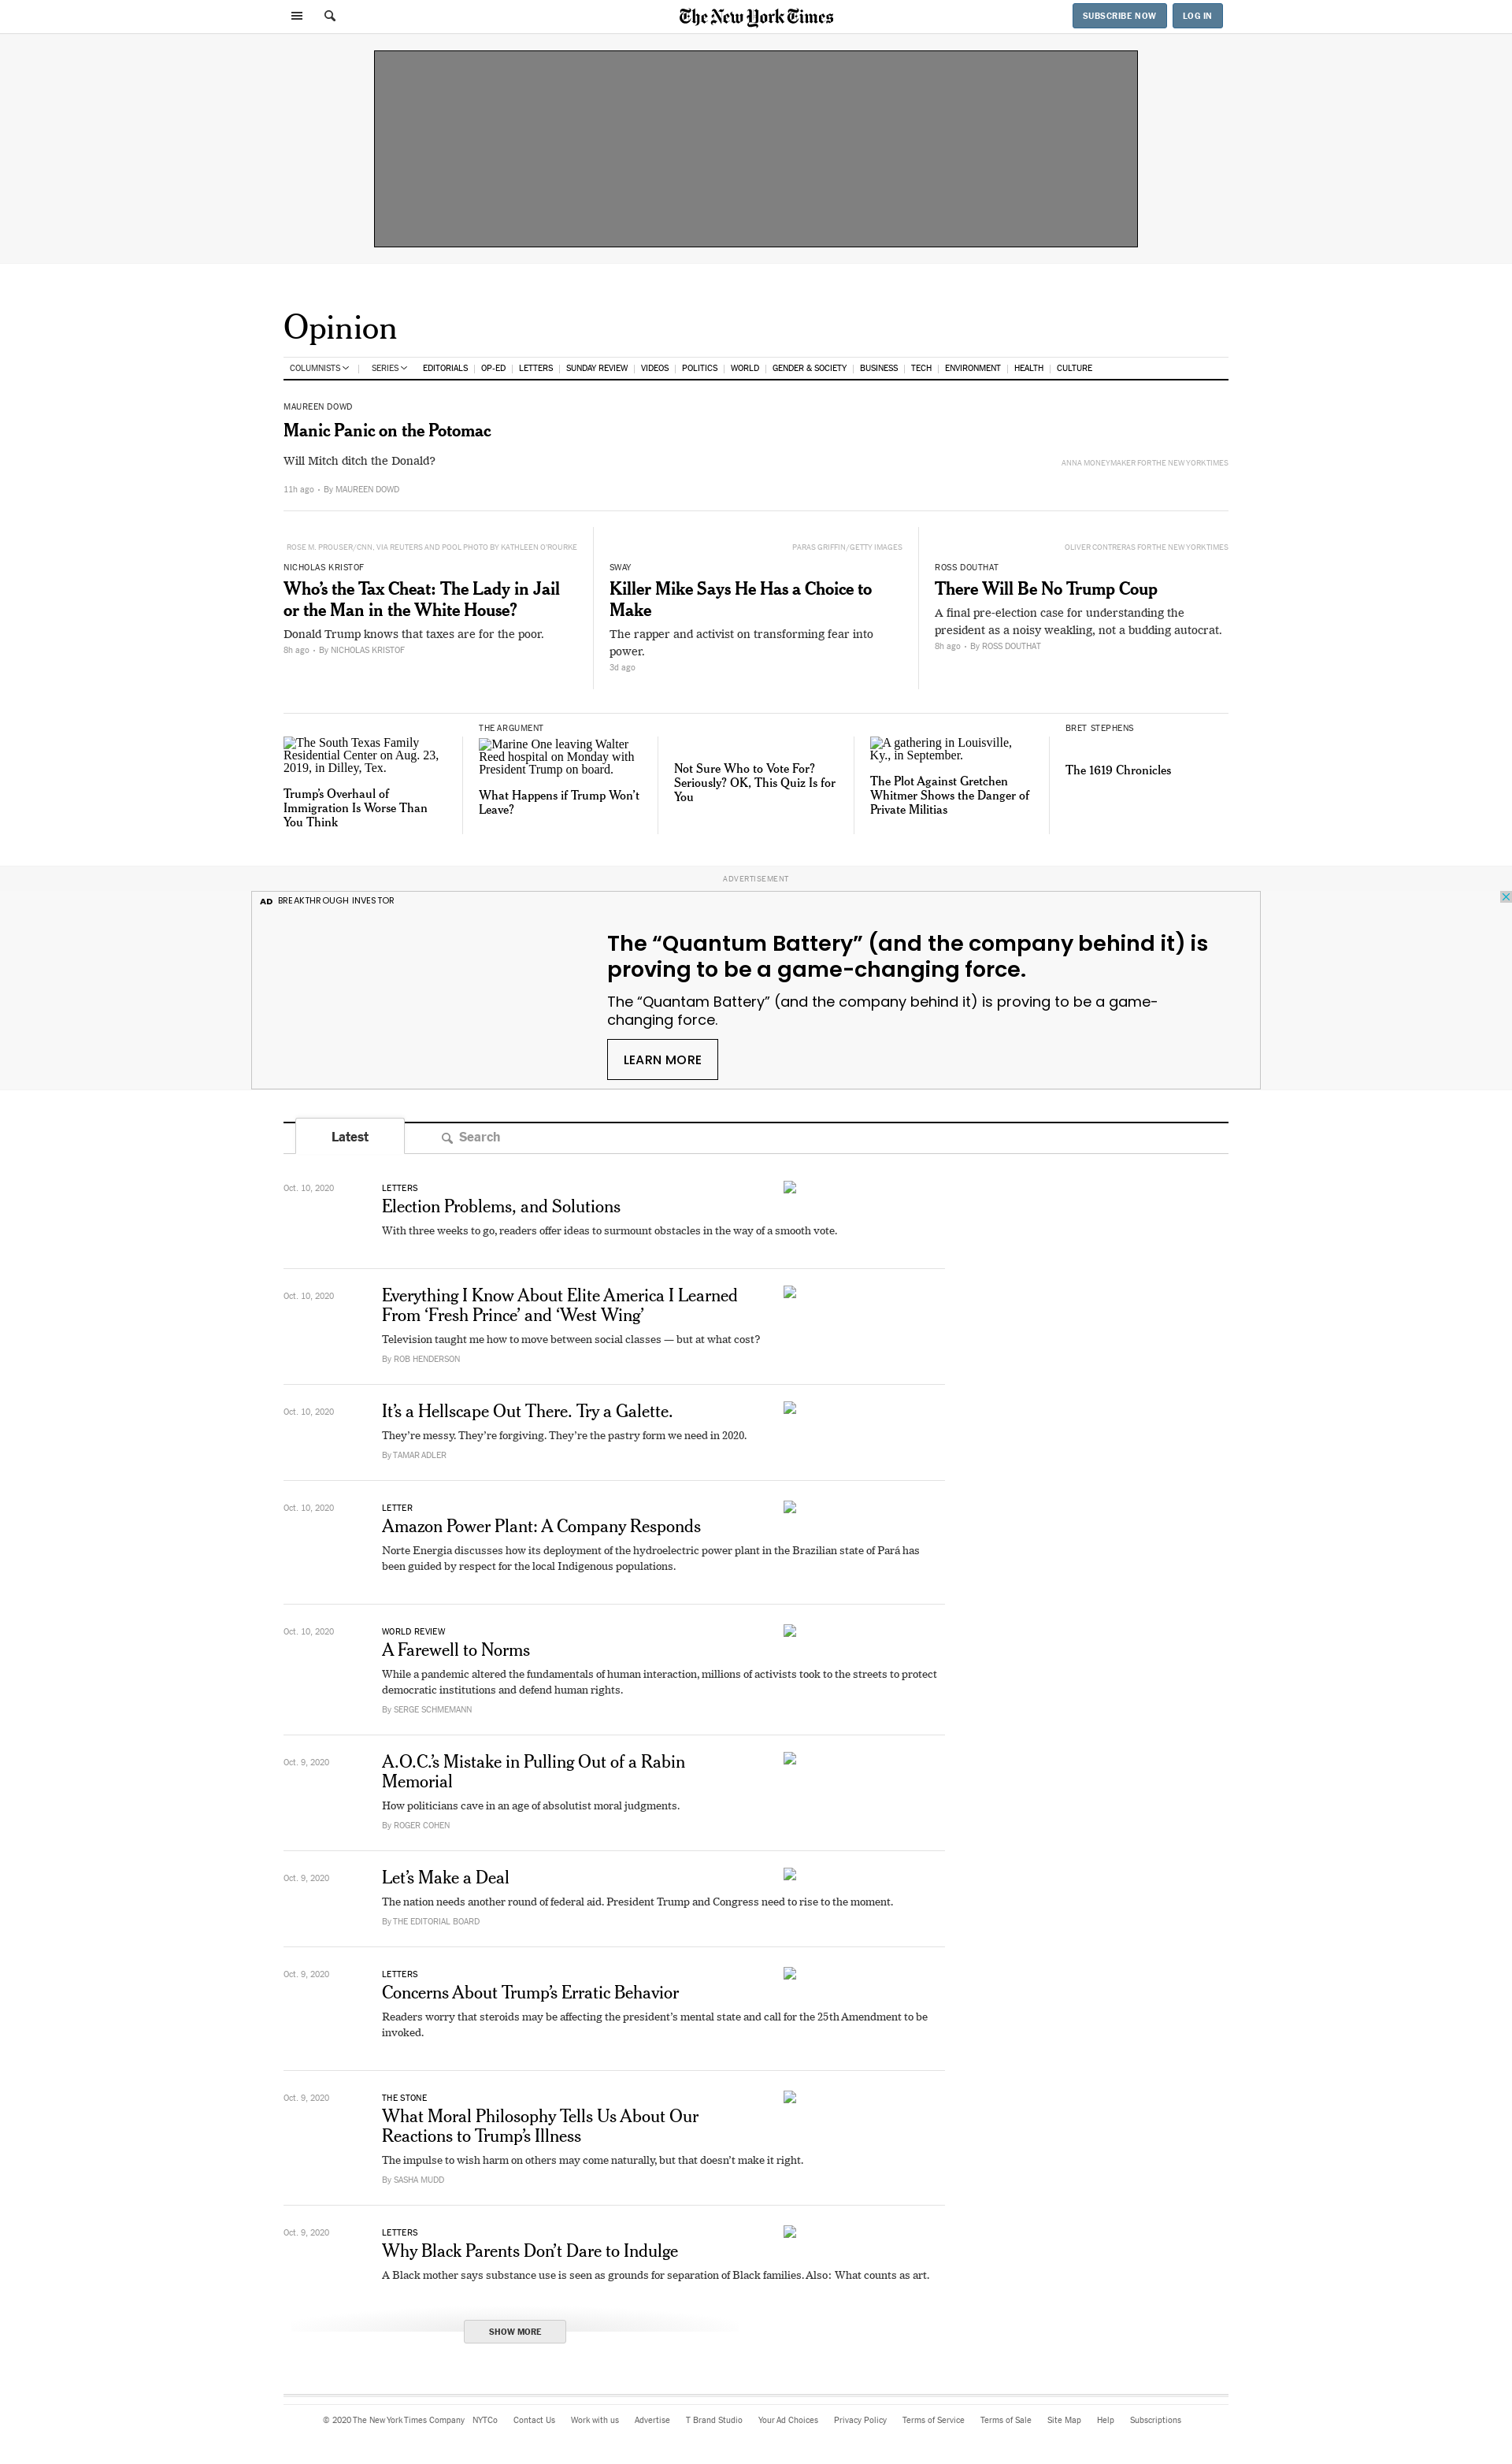 The New York Times
SUBSCRIBE NOW
LOG IN
Opinion
COLUMNISTS SERIES EDITORIALS OP-ED LETTERS SUNDAY REVIEW VIDEOS POLITICS WORLD GENDER & SOCIETY BUSINESS TECH ENVIRONMENT HEALTH CULTURE
MAUREEN DOWD
Manic Panic on the Potomac
Will Mitch ditch the Donald?
ANNA MONEYMAKER FOR THE NEW YORK TIMES
11h ago • By MAUREEN DOWD
ROSE M. PROUSER/CNN, VIA REUTERS AND POOL PHOTO BY KATHLEEN O'ROURKE
NICHOLAS KRISTOF
Who’s the Tax Cheat: The Lady in Jail
or the Man in the White House?
Donald Trump knows that taxes are for the poor.
8h ago • By NICHOLAS KRISTOF
PARAS GRIFFIN/GETTY IMAGES
SWAY
Killer Mike Says He Has a Choice to
Make
The rapper and activist on transforming fear into
power.
3d ago
OLIVER CONTRERAS FOR THE NEW YORK TIMES
ROSS DOUTHAT
There Will Be No Trump Coup
A final pre-election case for understanding the
president as a noisy weakling, not a budding autocrat.
8h ago • By ROSS DOUTHAT
The South Texas Family
Residential Center on Aug. 23,
2019, in Dilley, Tex.
Trump’s Overhaul of
Immigration Is Worse Than
You Think
THE ARGUMENT
Marine One leaving Walter
Reed hospital on Monday with
President Trump on board.
What Happens if Trump Won’t
Leave?
Not Sure Who to Vote For?
Seriously? OK, This Quiz Is for
You
A gathering in Louisville,
Ky., in September.
The Plot Against Gretchen
Whitmer Shows the Danger of
Private Militias
BRET STEPHENS
The 1619 Chronicles
ADVERTISEMENT
AD BREAKTHROUGH INVESTOR
The “Quantum Battery” (and the company behind it) is
proving to be a game-changing force.
The “Quantam Battery” (and the company behind it) is proving to be a game-
changing force.
LEARN MORE
Latest
Search
Oct. 10, 2020
LETTERS
Election Problems, and Solutions
With three weeks to go, readers offer ideas to surmount obstacles in the way of a smooth vote.
Oct. 10, 2020
Everything I Know About Elite America I Learned
From ‘Fresh Prince’ and ‘West Wing’
Television taught me how to move between social classes — but at what cost?
By ROB HENDERSON
Oct. 10, 2020
It’s a Hellscape Out There. Try a Galette.
They’re messy. They’re forgiving. They’re the pastry form we need in 2020.
By TAMAR ADLER
Oct. 10, 2020
LETTER
Amazon Power Plant: A Company Responds
Norte Energia discusses how its deployment of the hydroelectric power plant in the Brazilian state of Pará has
been guided by respect for the local Indigenous populations.
Oct. 10, 2020
WORLD REVIEW
A Farewell to Norms
While a pandemic altered the fundamentals of human interaction, millions of activists took to the streets to protect
democratic institutions and defend human rights.
By SERGE SCHMEMANN
Oct. 9, 2020
A.O.C.’s Mistake in Pulling Out of a Rabin
Memorial
How politicians cave in an age of absolutist moral judgments.
By ROGER COHEN
Oct. 9, 2020
Let’s Make a Deal
The nation needs another round of federal aid. President Trump and Congress need to rise to the moment.
By THE EDITORIAL BOARD
Oct. 9, 2020
LETTERS
Concerns About Trump’s Erratic Behavior
Readers worry that steroids may be affecting the president’s mental state and call for the 25th Amendment to be
invoked.
Oct. 9, 2020
THE STONE
What Moral Philosophy Tells Us About Our
Reactions to Trump’s Illness
The impulse to wish harm on others may come naturally, but that doesn’t make it right.
By SASHA MUDD
Oct. 9, 2020
LETTERS
Why Black Parents Don’t Dare to Indulge
A Black mother says substance use is seen as grounds for separation of Black families. Also: What counts as art.
SHOW MORE
© 2020 The New York Times Company NYTCo Contact Us Work with us Advertise T Brand Studio Your Ad Choices Privacy Policy Terms of Service Terms of Sale Site Map Help Subscriptions